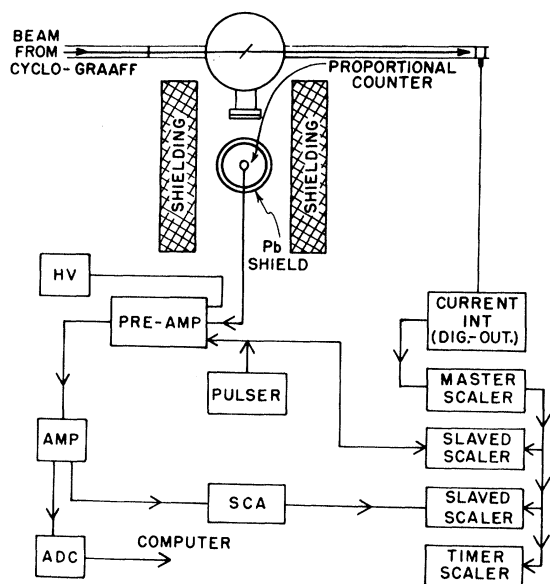 BEAM
FROM
CYCLO-GRAAFF
PROPORTIONAL
COUNTER
SHIELDING
SHIELDING
Pb
SHIELD
HV
PRE-AMP
CURRENT
INT
(DIG.-OUT.)
PULSER
MASTER
SCALER
AMP
SLAVED
SCALER
SCA
SLAVED
SCALER
ADC
COMPUTER
TIMER
SCALER